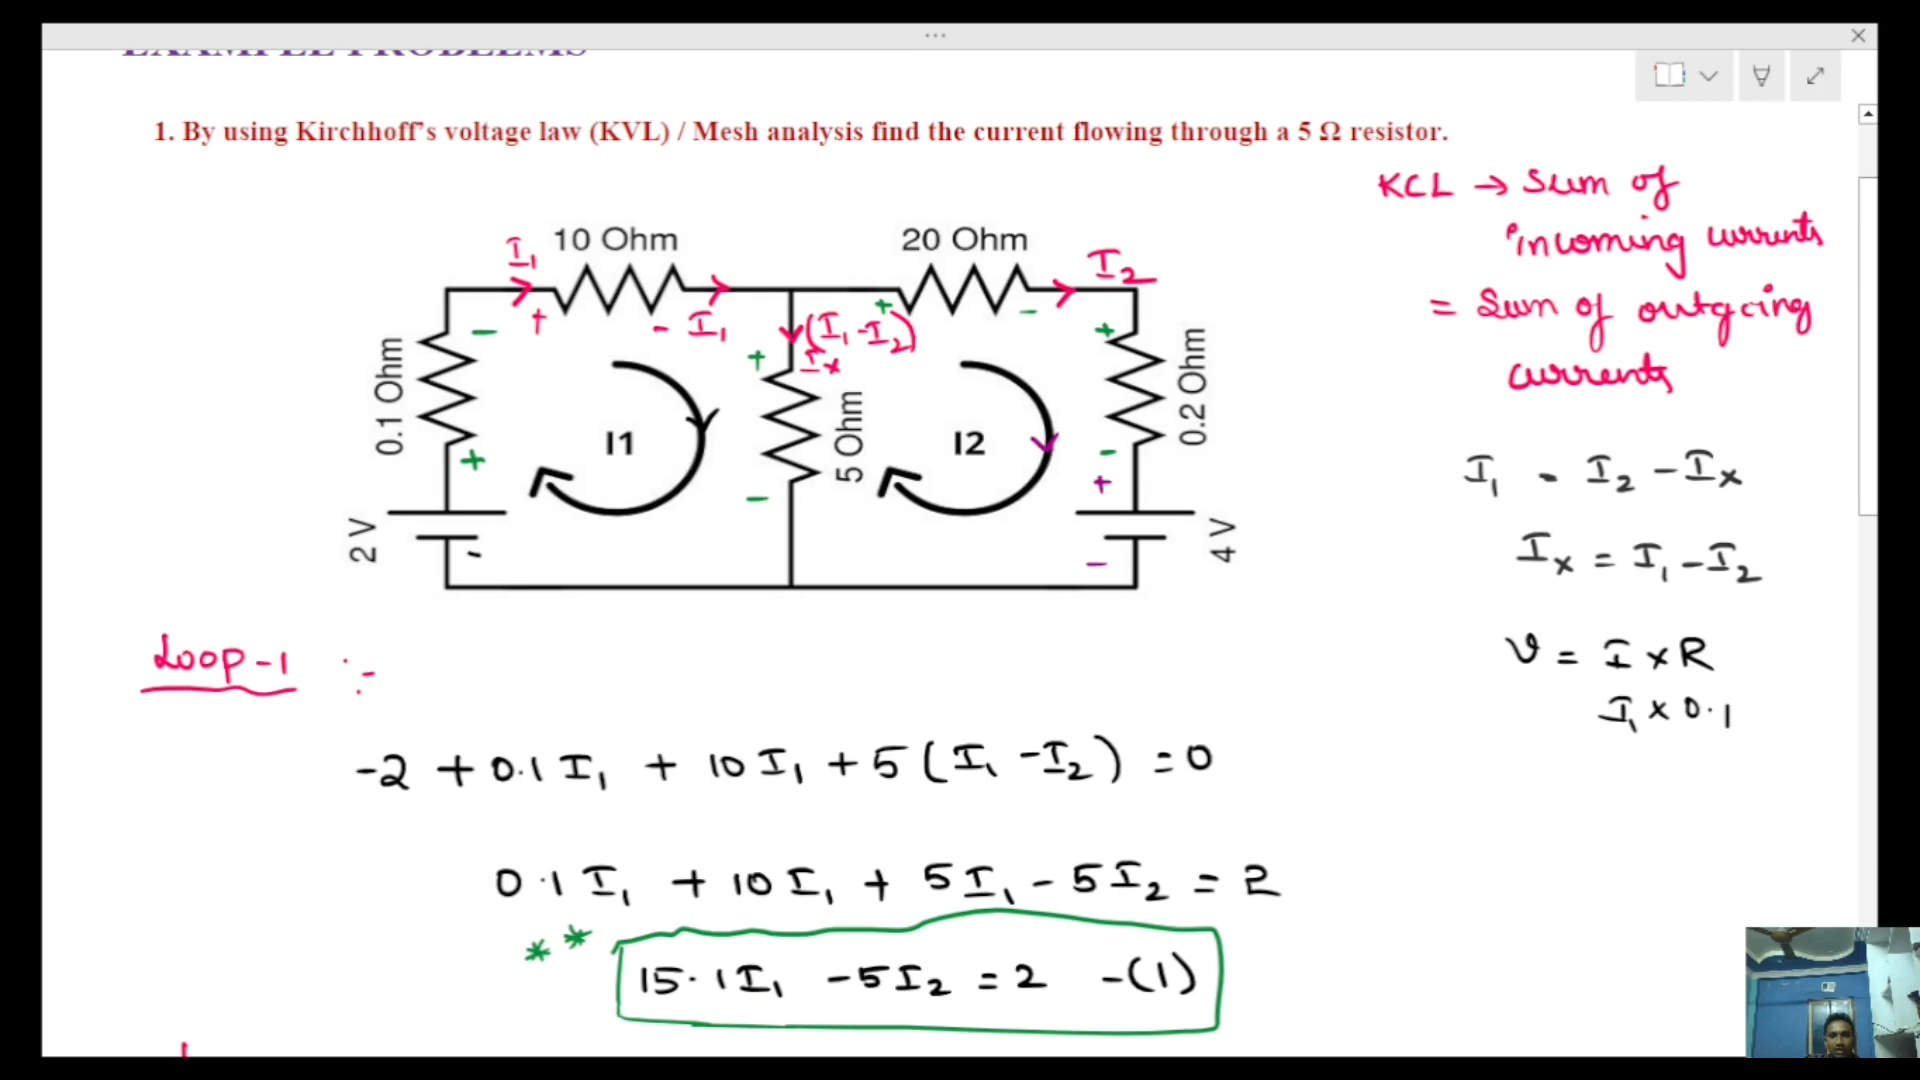 EXAMPLE PROBLEMS
1. By using Kirchhoff's voltage law (KVL) / Mesh analysis find the current flowing through a 5 Ω resistor.
KCL → Sum of
incoming currents
= Sum of outgoing
currents
10 Ohm
20 Ohm
I₁
I₂
+
- I₁
(I₁ - I₂)
Ix
+
-
-
+
+
-
+
-
+
-
-
+
-
0.1 Ohm
I1
5 Ohm
I2
0.2 Ohm
2 V
4 V
I₁ - I₂ - Ix
Ix = I₁ - I₂
V = I × R
I₁ × 0.1
Loop-1 :-
-2 + 0.1 I₁ + 10 I₁ + 5 (I₁ - I₂) = 0
0.1 I₁ + 10 I₁ + 5 I₁ - 5 I₂ = 2
**
15.1 I₁ - 5 I₂ = 2 -(1)